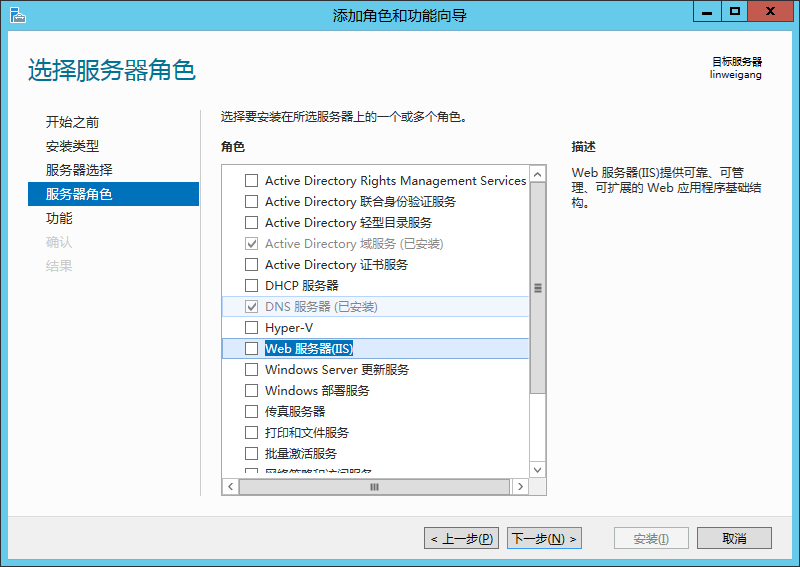 添加角色和功能向导
选择服务器角色
目标服务器
linweigang
开始之前
安装类型
服务器选择
服务器角色
功能
确认
结果
选择要安装在所选服务器上的一个或多个角色。
角色
Active Directory Rights Management Services
Active Directory 联合身份验证服务
Active Directory 轻型目录服务
Active Directory 域服务 (已安装)
Active Directory 证书服务
DHCP 服务器
DNS 服务器 (已安装)
Hyper-V
Web 服务器(IIS)
Windows Server 更新服务
Windows 部署服务
传真服务器
打印和文件服务
批量激活服务
网络策略和访问服务
描述
Web 服务器(IIS)提供可靠、可管
理、可扩展的 Web 应用程序基础结
构。
< 上一步(P)
下一步(N) >
安装(I)
取消